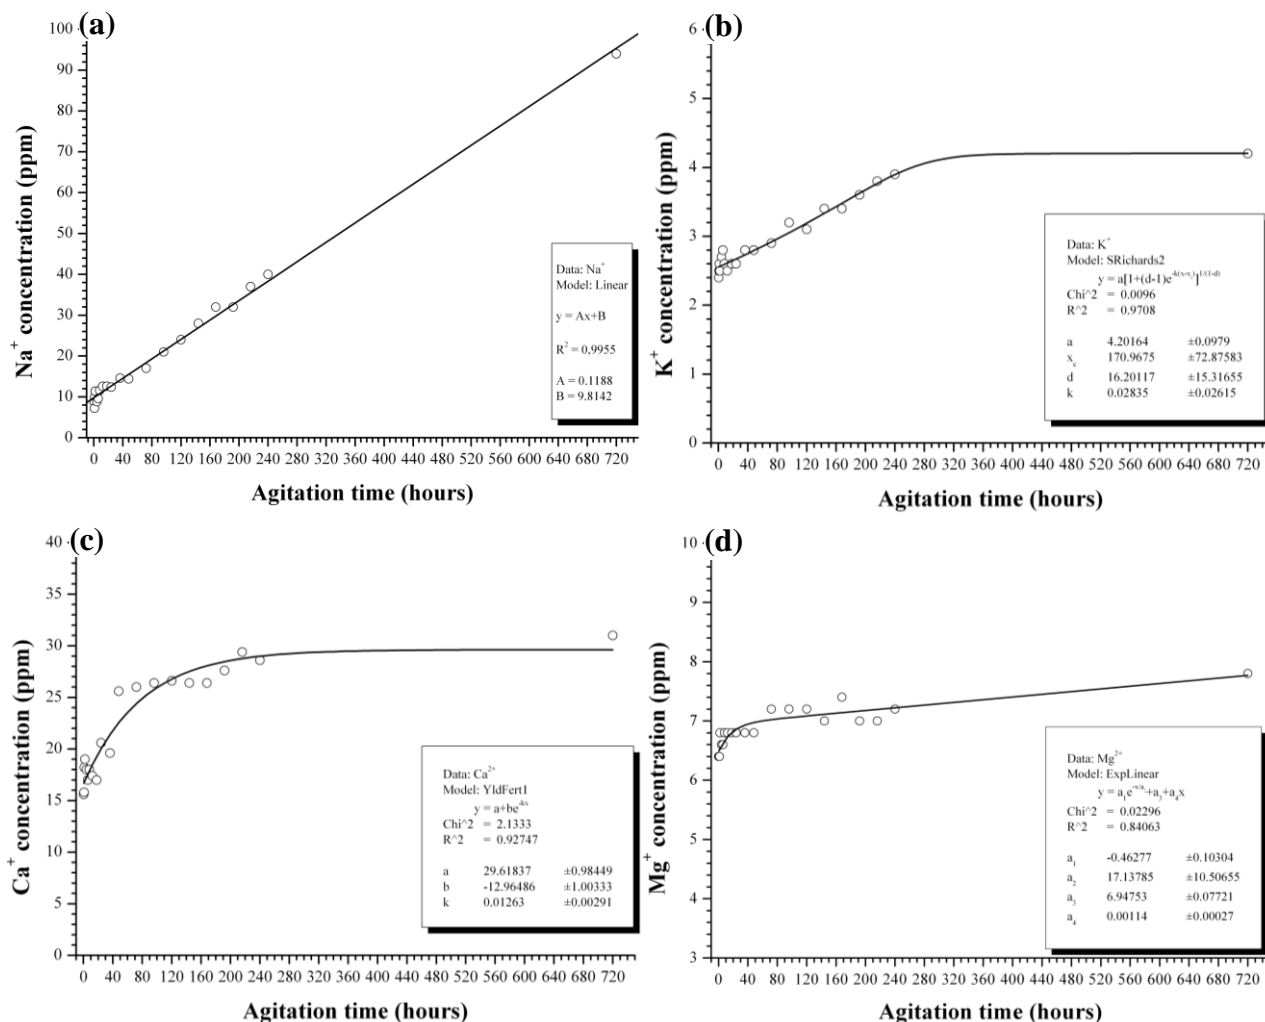 (a)
100
90
80
70
60
50
40
30
20
10
0
Na+ concentration (ppm)
Data: Na+
Model: Linear
y = Ax+B
R2 = 0,9955
A = 0.1188
B = 9.8142
0 40 80 120 160 200 240 280 320 360 400 440 480 520 560 600 640 680 720
Agitation time (hours)
(b)
6
5
4
3
2
1
0
K+ concentration (ppm)
Data: K+
Model: SRichards2
y = a[1+(d-1)e-k(x-xc)]1/(1-d)
Chi^2 = 0.0096
R^2 = 0.9708
a 4.20164 ±0.0979
xc 170.9675 ±72.87583
d 16.20117 ±15.31655
k 0.02835 ±0.02615
0 40 80 120 160 200 240 280 320 360 400 440 480 520 560 600 640 680 720
Agitation time (hours)
(c)
40
35
30
25
20
15
10
5
0
Ca+ concentration (ppm)
Data: Ca2+
Model: YldFert1
y = a+be-kx
Chi^2 = 2.1333
R^2 = 0.92747
a 29.61837 ±0.98449
b -12.96486 ±1.00333
k 0.01263 ±0.00291
0 40 80 120 160 200 240 280 320 360 400 440 480 520 560 600 640 680 720
Agitation time (hours)
(d)
10
9
8
7
6
5
4
3
Mg+ concentration (ppm)
Data: Mg2+
Model: ExpLinear
y = a1e-x/a2+a3+a4x
Chi^2 = 0.02296
R^2 = 0.84063
a1 -0.46277 ±0.10304
a2 17.13785 ±10.50655
a3 6.94753 ±0.07721
a4 0.00114 ±0.00027
0 40 80 120 160 200 240 280 320 360 400 440 480 520 560 600 640 680 720
Agitation time (hours)